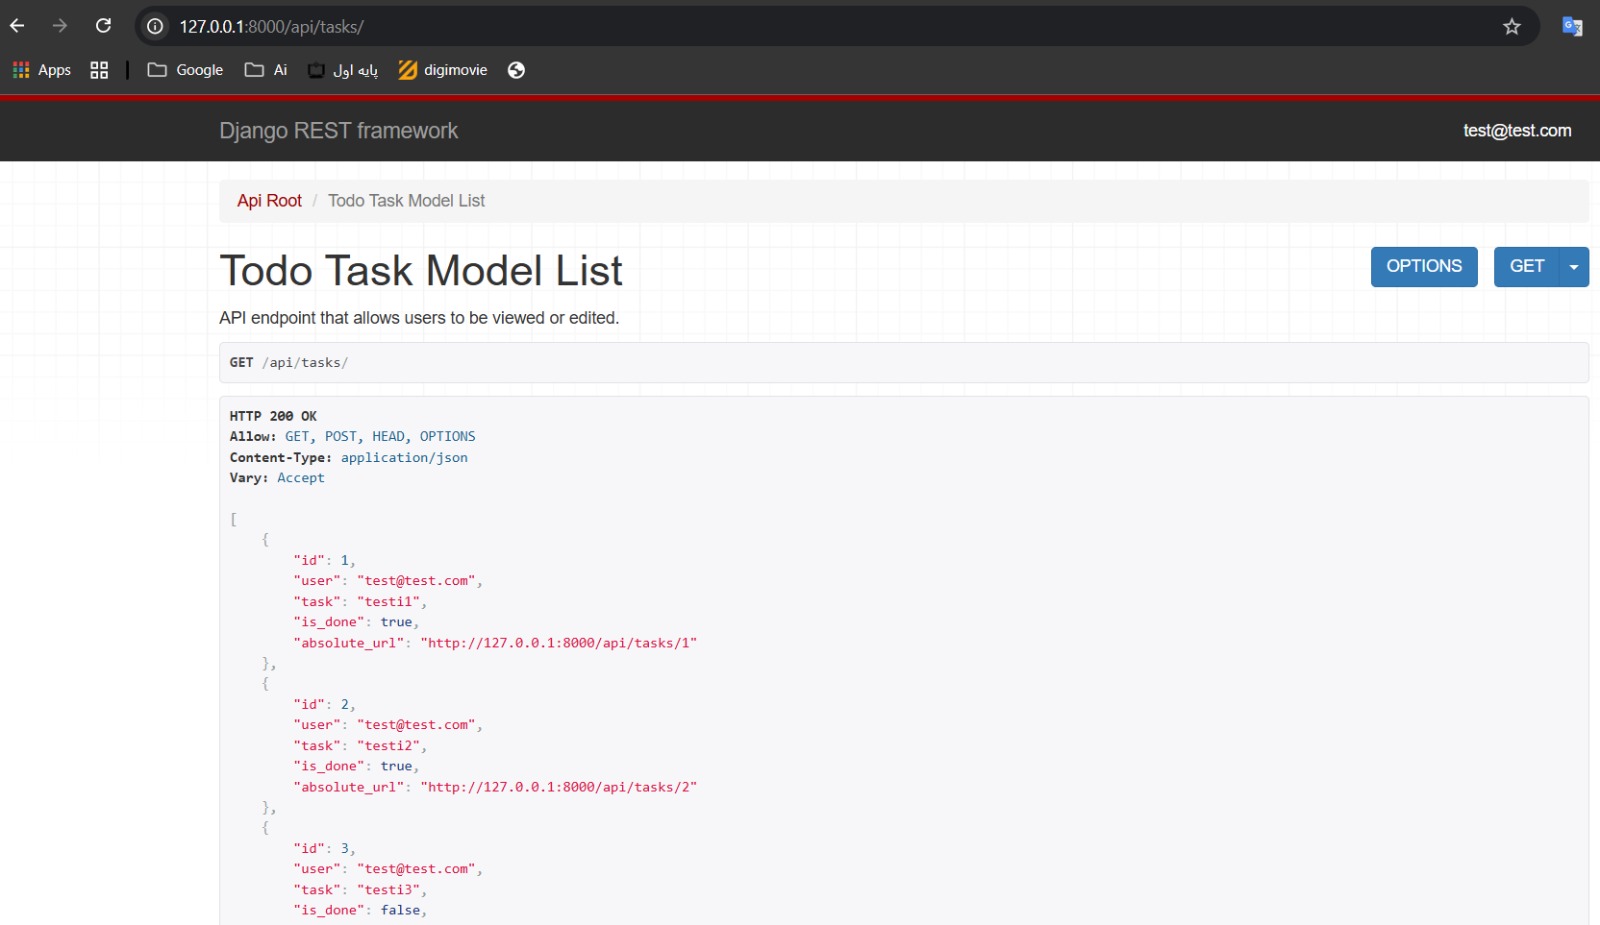 127.0.0.1:8000/api/tasks/
Apps Google Ai پایه اول digimovie
Django REST framework test@test.com
Api Root / Todo Task Model List
Todo Task Model List OPTIONS GET
API endpoint that allows users to be viewed or edited.
GET /api/tasks/
HTTP 200 OK
Allow: GET, POST, HEAD, OPTIONS
Content-Type: application/json
Vary: Accept
[
    {
        "id": 1,
        "user": "test@test.com",
        "task": "testi1",
        "is_done": true,
        "absolute_url": "http://127.0.0.1:8000/api/tasks/1"
    },
    {
        "id": 2,
        "user": "test@test.com",
        "task": "testi2",
        "is_done": true,
        "absolute_url": "http://127.0.0.1:8000/api/tasks/2"
    },
    {
        "id": 3,
        "user": "test@test.com",
        "task": "testi3",
        "is_done": false,